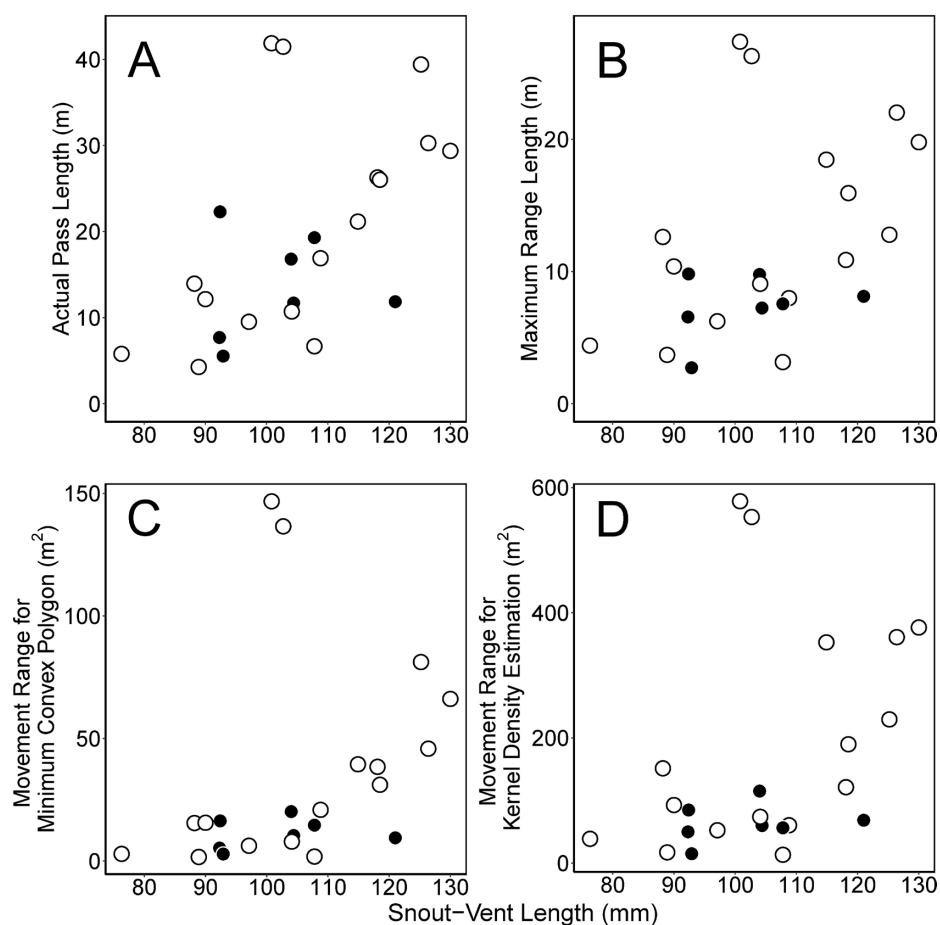 A
Actual Pass Length (m)
40
30
20
10
0
80 90 100 110 120 130
B
Maximum Range Length (m)
20
10
0
80 90 100 110 120 130
C
Movement Range for
Minimum Convex Polygon (m²)
150
100
50
0
80 90 100 110 120 130
D
Movement Range for
Kernel Density Estimation (m²)
600
400
200
0
80 90 100 110 120 130
Snout−Vent Length (mm)